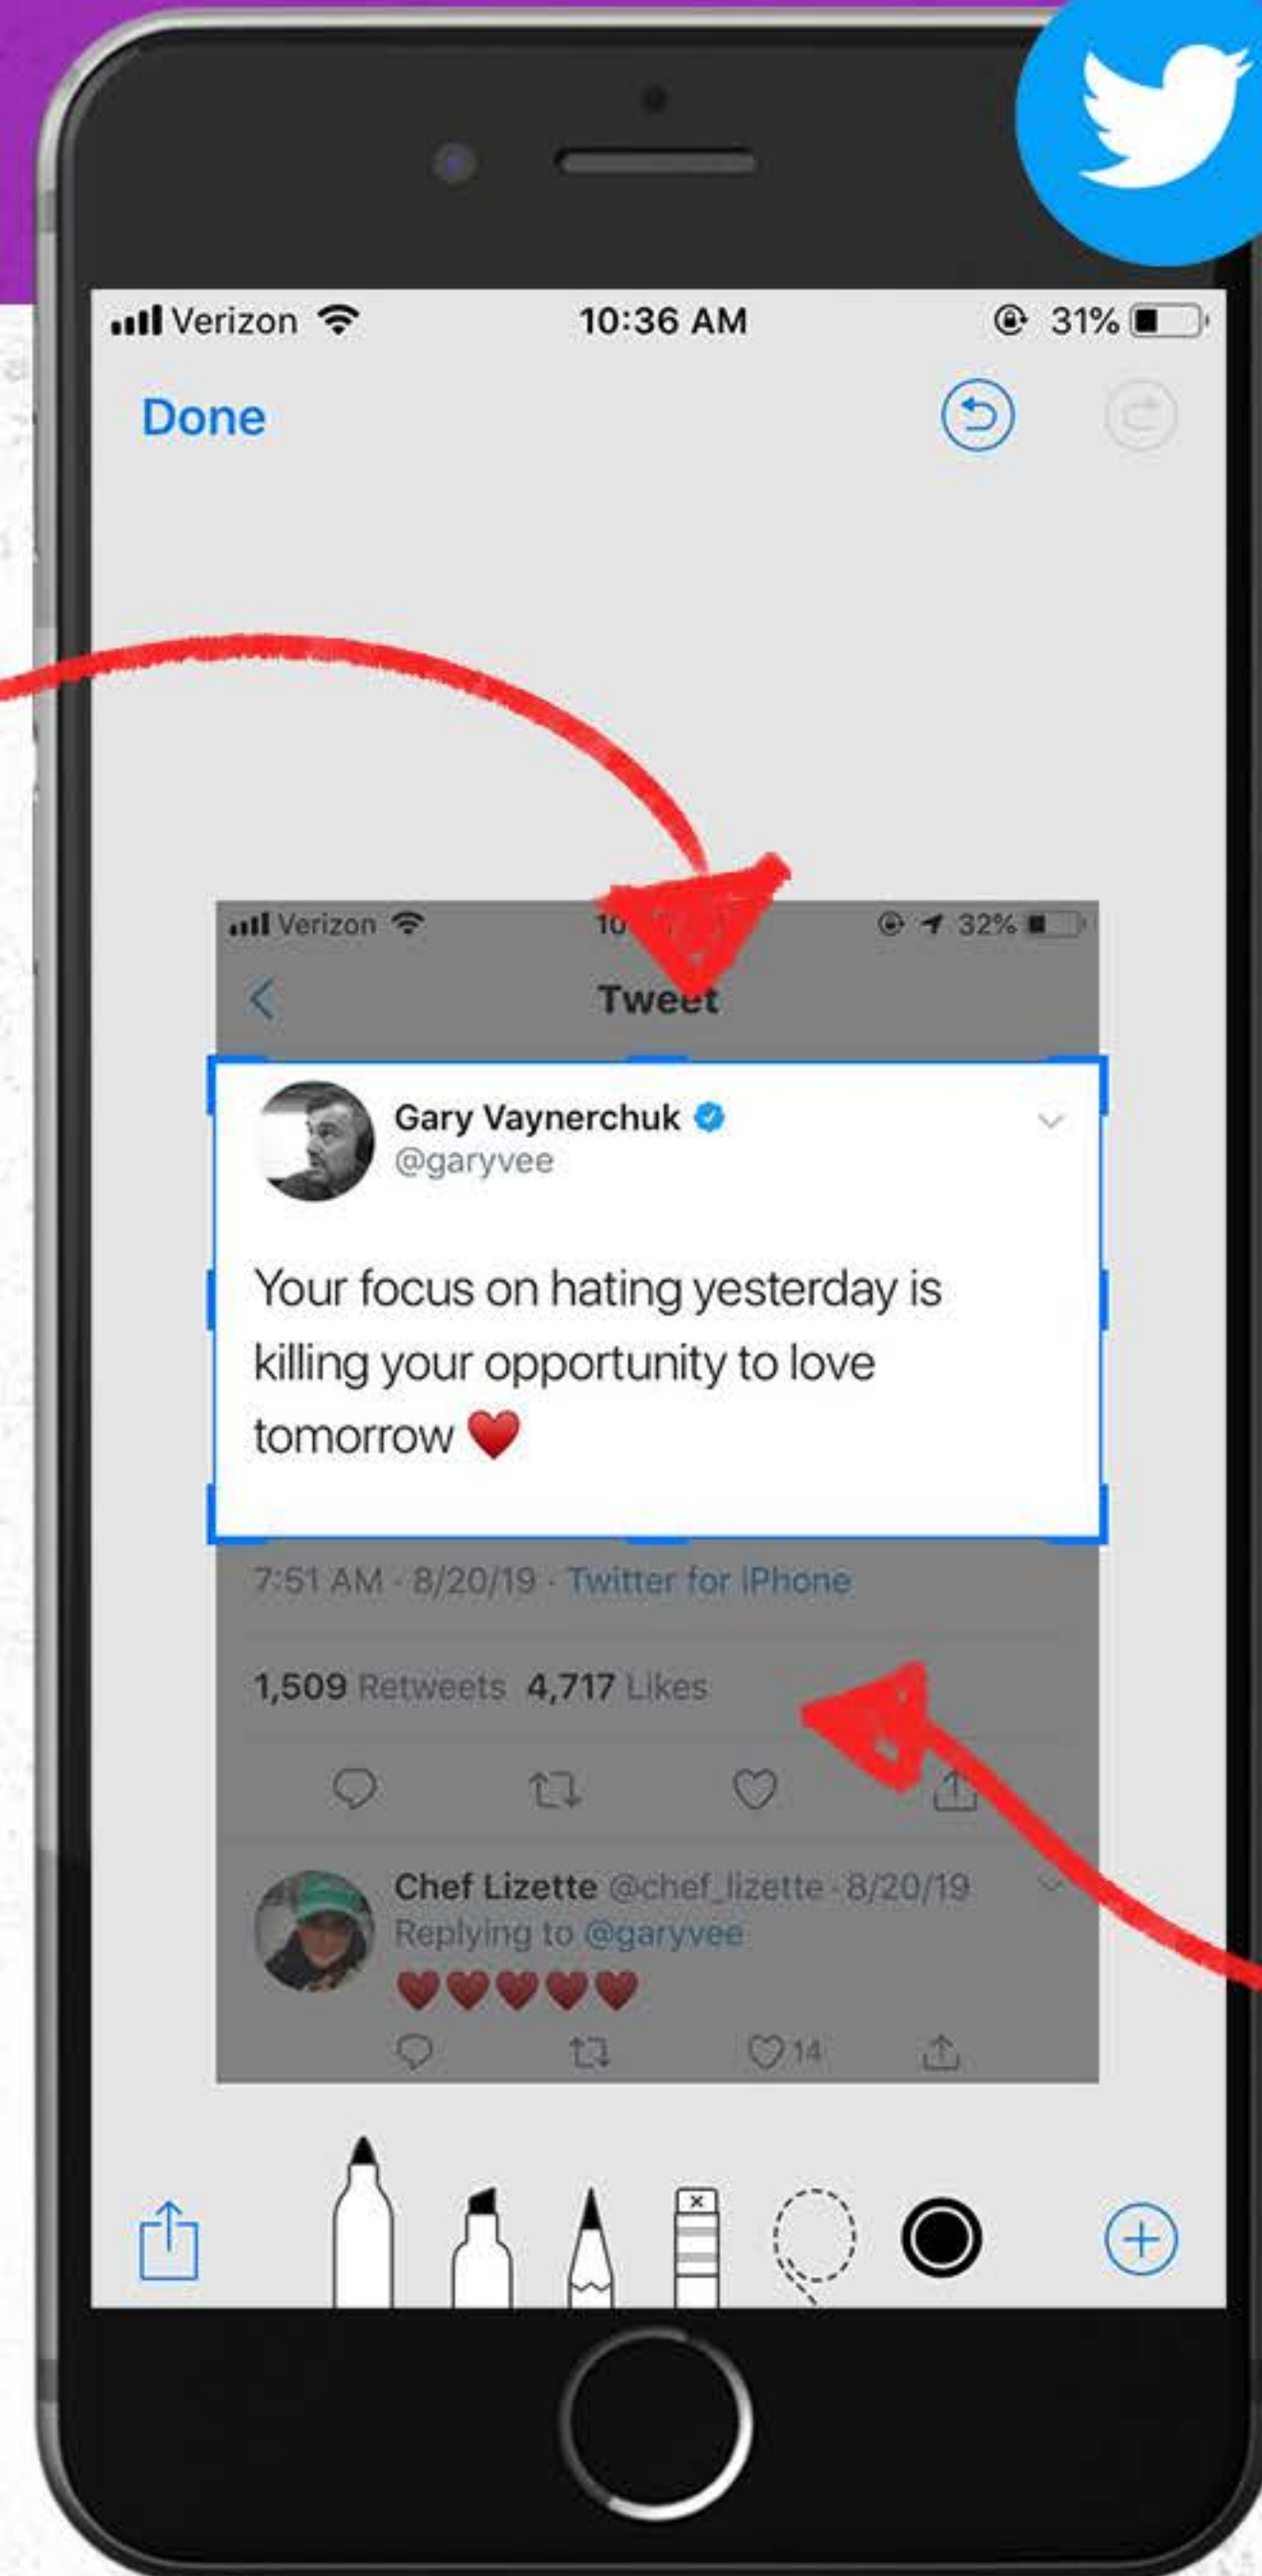 Verizon 10:36 AM 31%
Done
Verizon 10 32%
Tweet
Gary Vaynerchuk
@garyvee
Your focus on hating yesterday is
killing your opportunity to love
tomorrow ♥️
7:51 AM - 8/20/19 · Twitter for iPhone
1,509 Retweets 4,717 Likes
Chef Lizette @chef_lizette · 8/20/19
Replying to @garyvee
♥️♥️♥️♥️♥️
14